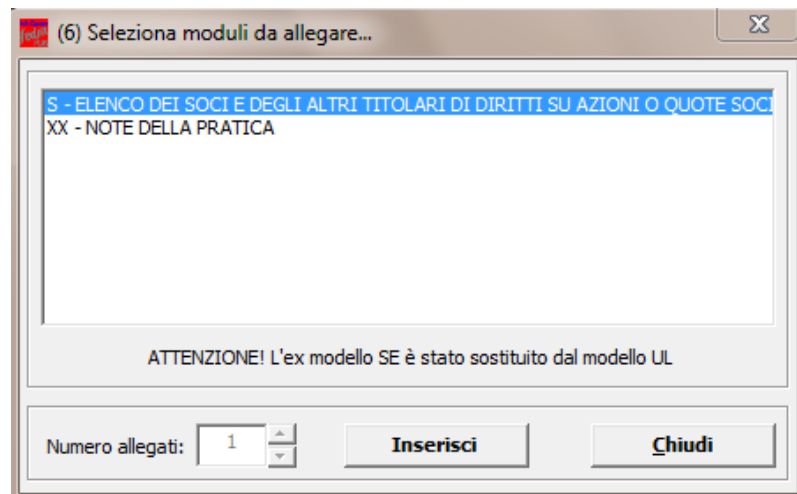 (6) Seleziona moduli da allegare...
S - ELENCO DEI SOCI E DEGLI ALTRI TITOLARI DI DIRITTI SU AZIONI O QUOTE SOCI
XX - NOTE DELLA PRATICA
ATTENZIONE! L'ex modello SE è stato sostituito dal modello UL
Numero allegati: 1 Inserisci Chiudi